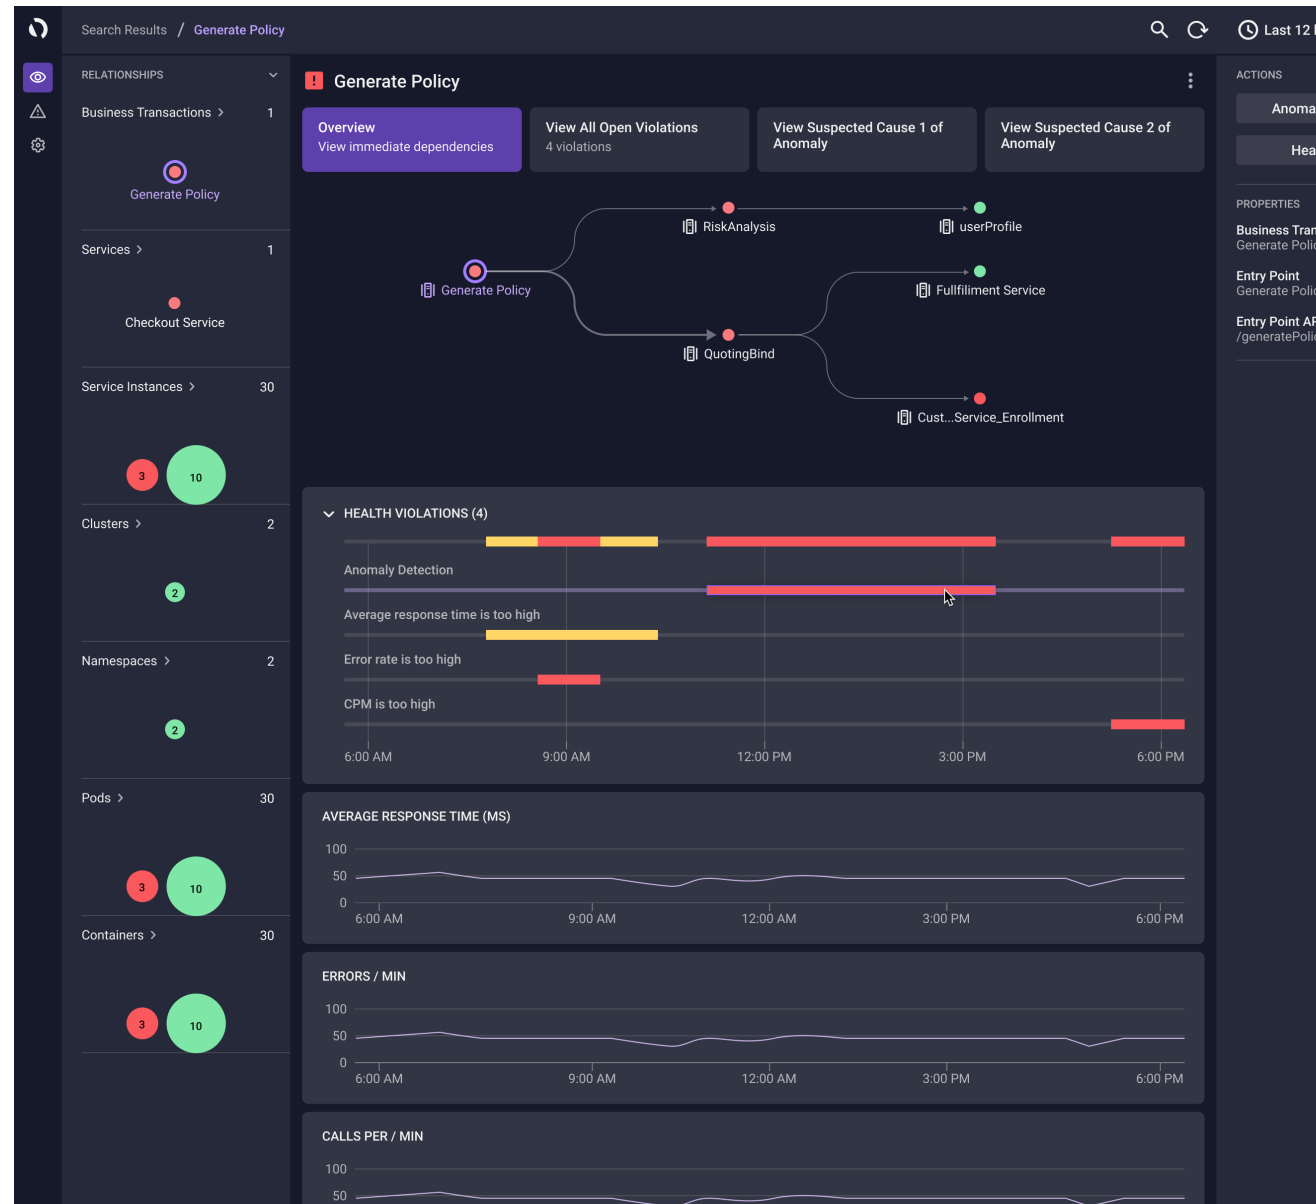 Search Results / Generate Policy
Last 12
RELATIONSHIPS
Business Transactions > 1
Generate Policy
Services > 1
Checkout Service
Service Instances > 30
3
10
Clusters > 2
2
Namespaces > 2
2
Pods > 30
3
10
Containers > 30
3
10
! Generate Policy
Overview
View immediate dependencies
View All Open Violations
4 violations
View Suspected Cause 1 of
Anomaly
View Suspected Cause 2 of
Anomaly
RiskAnalysis
userProfile
Generate Policy
Fullfiliment Service
QuotingBind
Cust...Service_Enrollment
HEALTH VIOLATIONS (4)
Anomaly Detection
Average response time is too high
Error rate is too high
CPM is too high
6:00 AM 9:00 AM 12:00 PM 3:00 PM 6:00 PM
AVERAGE RESPONSE TIME (MS)
100
50
0
6:00 AM 9:00 AM 12:00 AM 3:00 PM 6:00 PM
ERRORS / MIN
100
50
0
6:00 AM 9:00 AM 12:00 AM 3:00 PM 6:00 PM
CALLS PER / MIN
100
50
ACTIONS
Anoma
Hea
PROPERTIES
Business Tran
Generate Polic
Entry Point
Generate Polic
Entry Point AP
/generatePolic